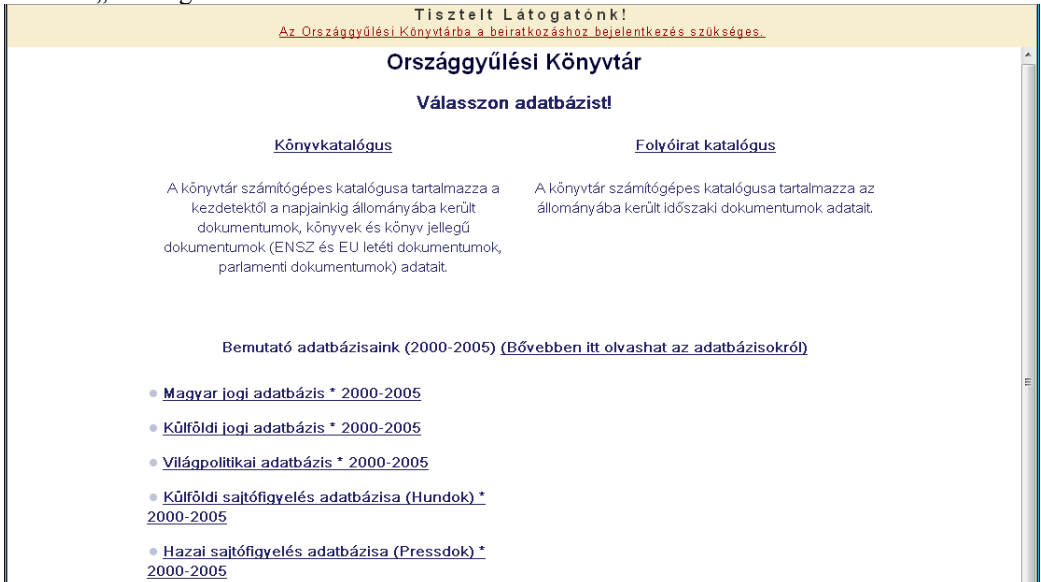 Tisztelt Látogatónk!
Az Országgyűlési Könyvtárba a beiratkozáshoz bejelentkezés szükséges.
Országgyűlési Könyvtár
Válasszon adatbázist!
Könyvkatalógus
A könyvtár számítógépes katalógusa tartalmazza a
kezdetektől a napjainkig állományába került
dokumentumok, könyvek és könyv jellegű
dokumentumok (ENSZ és EU letéti dokumentumok,
parlamenti dokumentumok) adatait.
Folyóirat katalógus
A könyvtár számítógépes katalógusa tartalmazza az
állományába került időszaki dokumentumok adatait.
Bemutató adatbázisaink (2000-2005) (Bővebben itt olvashat az adatbázisokról)
Magyar jogi adatbázis * 2000-2005
Külföldi jogi adatbázis * 2000-2005
Világpolitikai adatbázis * 2000-2005
Külföldi sajtófigyelés adatbázisa (Hundok) *
2000-2005
Hazai sajtófigyelés adatbázisa (Pressdok) *
2000-2005